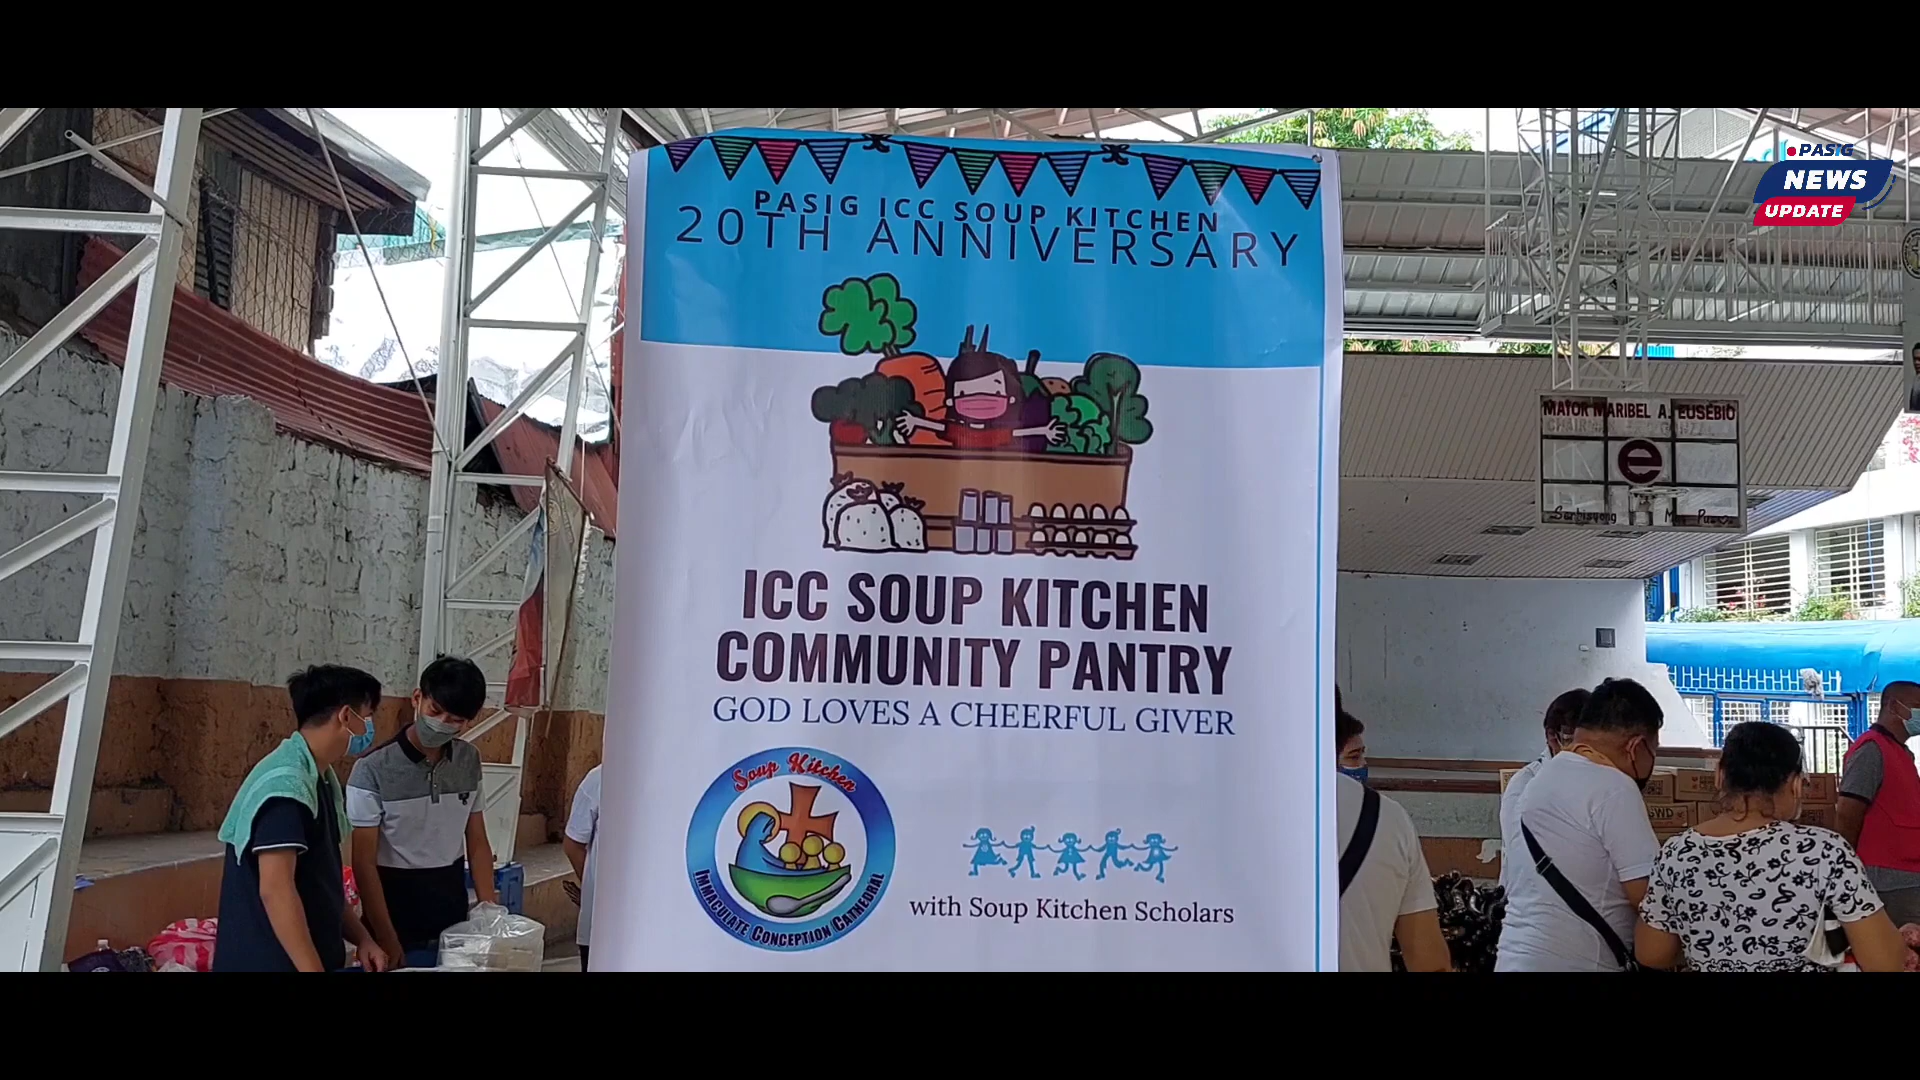 PASIG
NEWS
UPDATE
PASIG ICC SOUP KITCHEN
20TH ANNIVERSARY
MAYOR MARIBEL A. EUSEBIO
e
ICC SOUP KITCHEN
COMMUNITY PANTRY
GOD LOVES A CHEERFUL GIVER
Soup Kitchen
IMMACULATE CONCEPTION CATHEDRAL
with Soup Kitchen Scholars